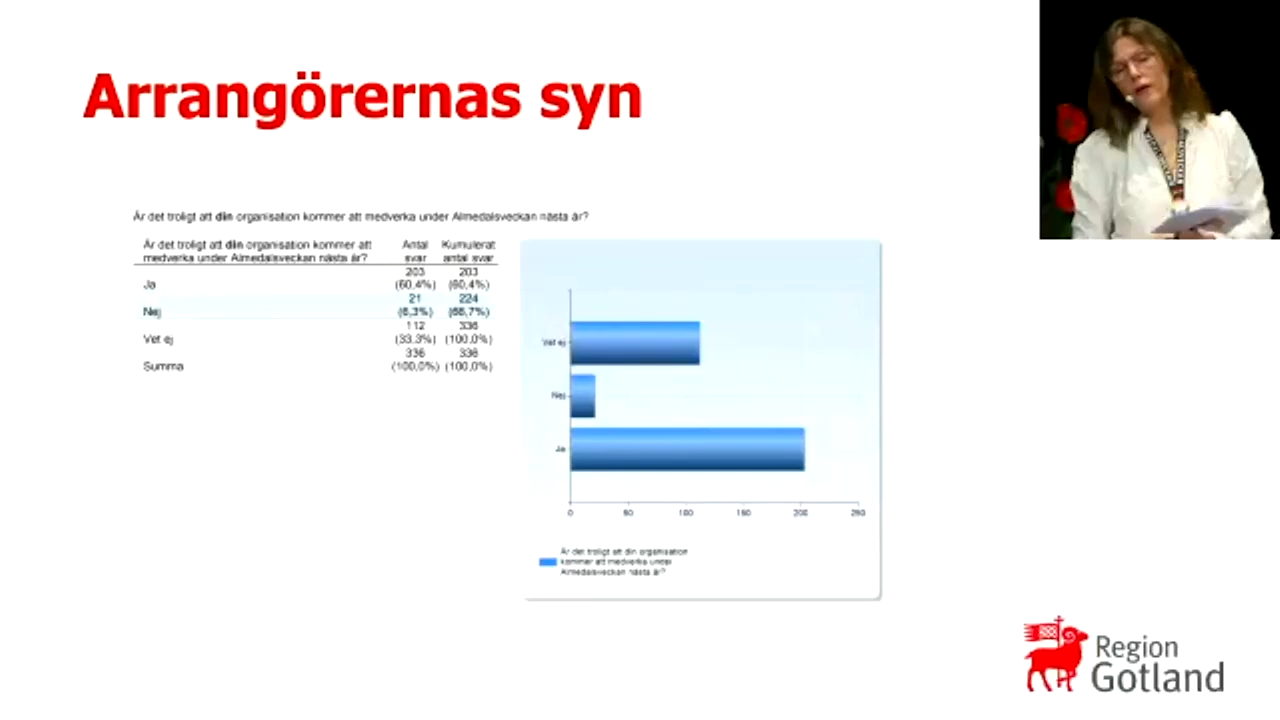 Arrangörernas syn
Är det troligt att din organisation kommer att medverka under Almedalsveckan nästa år?
Är det troligt att din organisation kommer att medverka under Almedalsveckan nästa år? Antal svar Kumulerat antal svar
Ja 203 (60,4%) 203 (60,4%)
Nej 21 (6,3%) 224 (66,7%)
Vet ej 112 (33,3%) 336 (100,0%)
Summa 336 (100,0%) 336 (100,0%)
Vet ej
Nej
Ja
0 50 100 150 200 250
Är det troligt att din organisation
kommer att medverka under
Almedalsveckan nästa år?
Region
Gotland